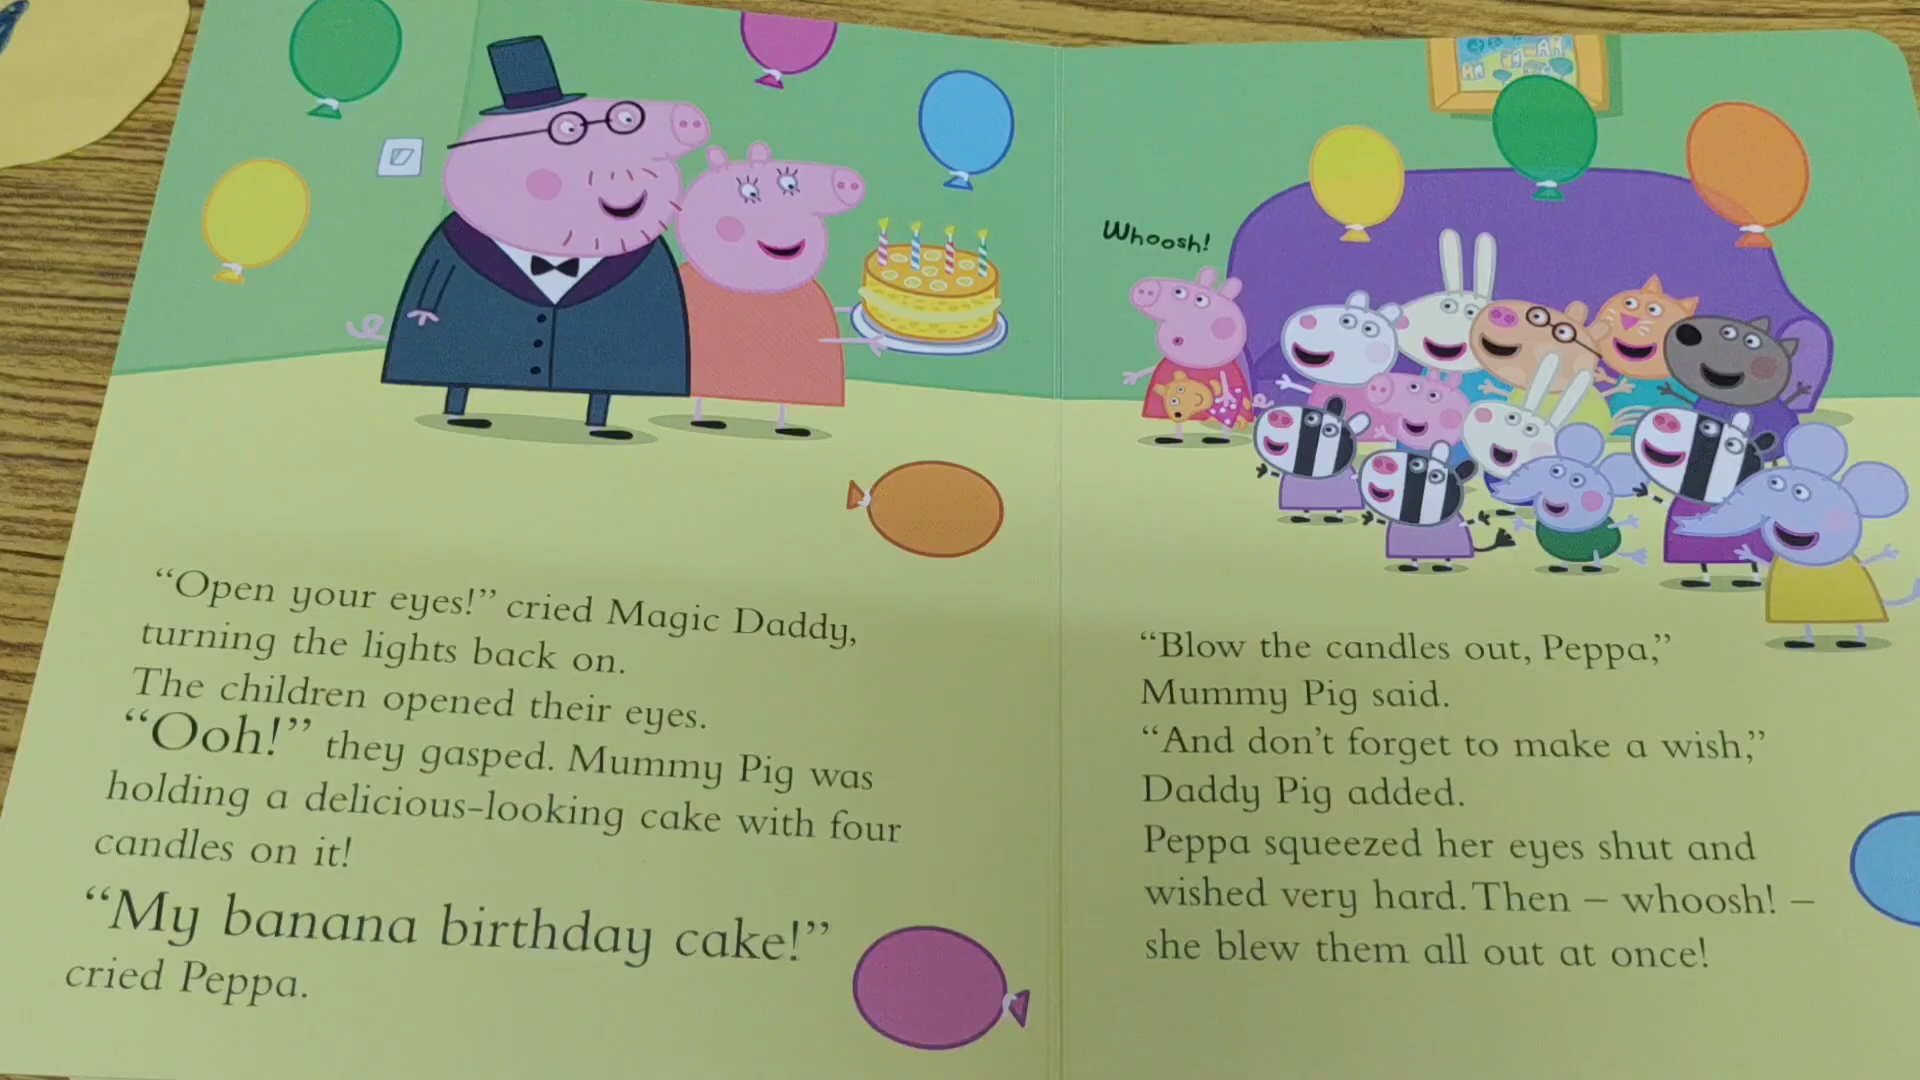 “Open your eyes!” cried Magic Daddy,
turning the lights back on.
The children opened their eyes.
“Ooh!” they gasped. Mummy Pig was
holding a delicious-looking cake with four
candles on it!
“My banana birthday cake!”
cried Peppa.
Whoosh!
“Blow the candles out, Peppa,”
Mummy Pig said.
“And don’t forget to make a wish,”
Daddy Pig added.
Peppa squeezed her eyes shut and
wished very hard. Then – whoosh! –
she blew them all out at once!